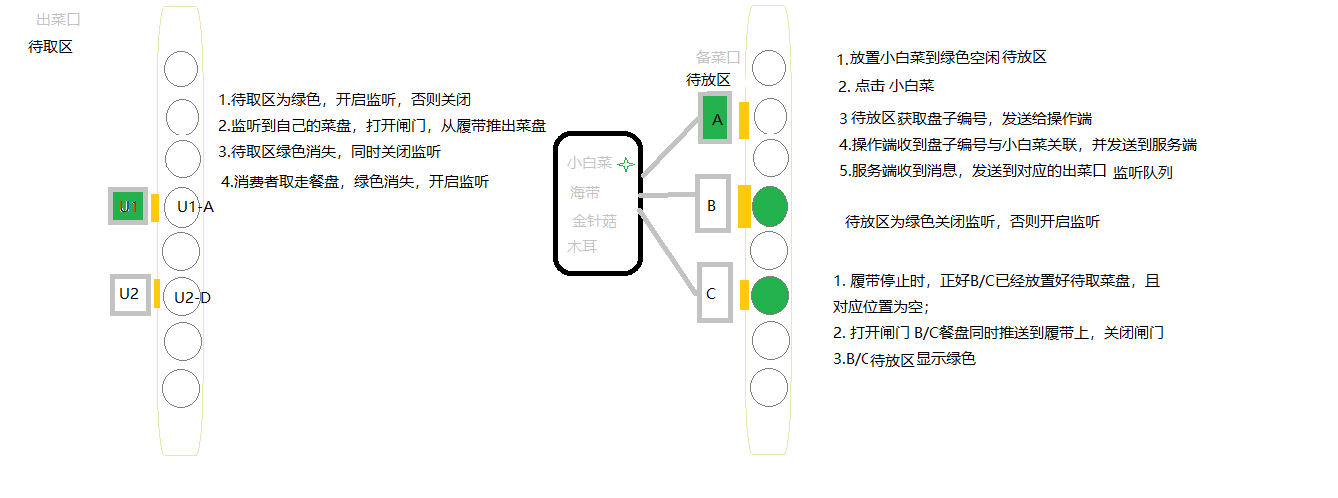 出菜口
待取区
1.待取区为绿色，开启监听，否则关闭
2.监听到自己的菜盘，打开闸门，从履带推出菜盘
3.待取区绿色消失，同时关闭监听
4.消费者取走餐盘，绿色消失，开启监听
U1
U1-A
U2
U2-D
小白菜
海带
金针菇
木耳
备菜口
待放区
A
B
C
1.放置小白菜到绿色空闲 待放区
2. 点击 小白菜
3 待放区获取盘子编号，发送给操作端
4.操作端收到盘子编号与小白菜关联，并发送到服务端
5.服务端收到消息，发送到对应的出菜口 监听队列
待放区为绿色关闭监听，否则开启监听
1. 履带停止时，正好B/C已经放置好待取菜盘，且
对应位置为空；
2. 打开闸门 B/C餐盘同时推送到履带上，关闭闸门
3.B/C待放区显示绿色